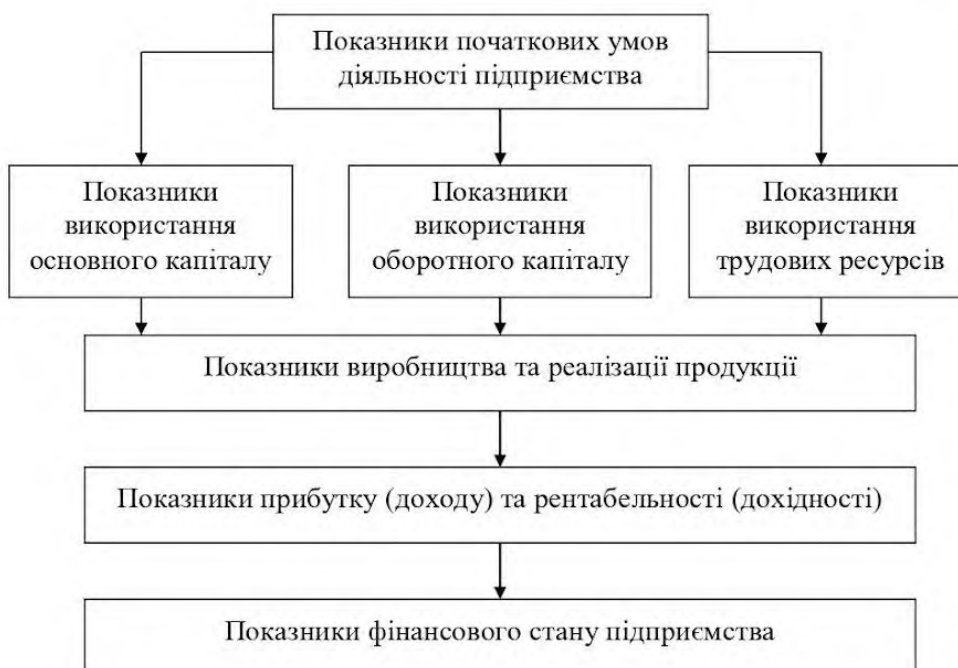 Показники початкових умов
діяльності підприємства
Показники
використання
основного капіталу
Показники
використання
оборотного капіталу
Показники
використання
трудових ресурсів
Показники виробництва та реалізації продукції
Показники прибутку (доходу) та рентабельності (дохідності)
Показники фінансового стану підприємства